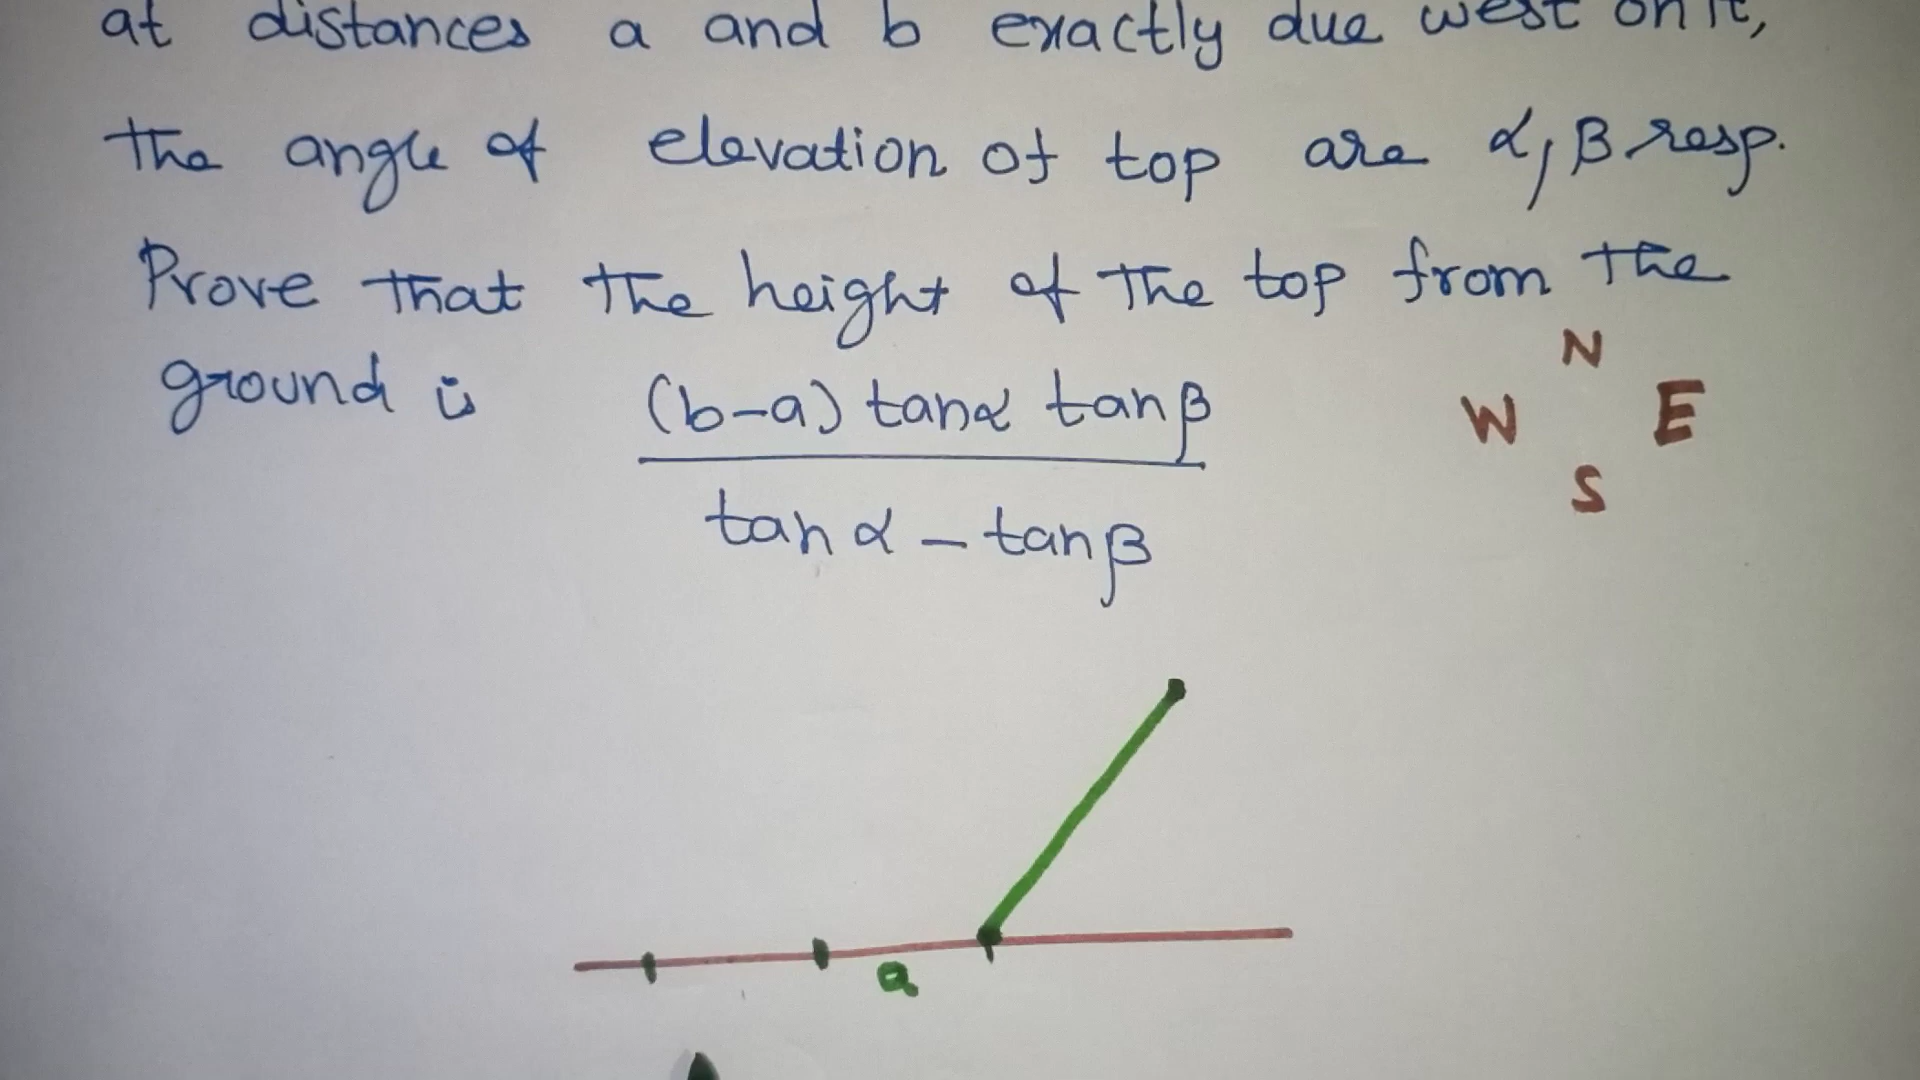 at distances a and b exactly due west on it,
the angle of elevation of top are α, β resp.
Prove that the height of the top from the
ground is (b-a) tanα tanβ
tan α - tanβ
N
W E
S
a